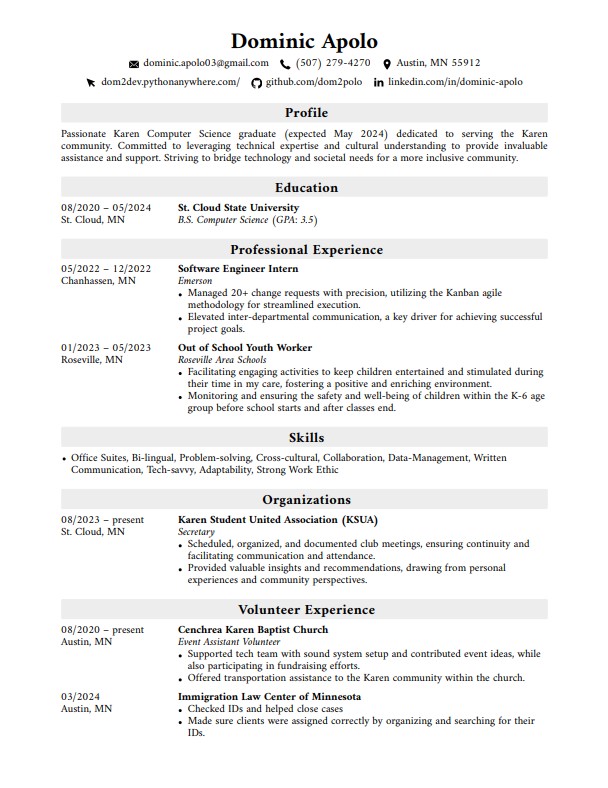 Dominic Apolo
dominic.apolo03@gmail.com (507) 279-4270 Austin, MN 55912
dom2dev.pythonanywhere.com/ github.com/dom2polo linkedin.com/in/dominic-apolo
Profile
Passionate Karen Computer Science graduate (expected May 2024) dedicated to serving the Karen
community. Committed to leveraging technical expertise and cultural understanding to provide invaluable
assistance and support. Striving to bridge technology and societal needs for a more inclusive community.
Education
08/2020 – 05/2024 St. Cloud State University
St. Cloud, MN B.S. Computer Science (GPA: 3.5)
Professional Experience
05/2022 – 12/2022 Software Engineer Intern
Chanhassen, MN Emerson
• Managed 20+ change requests with precision, utilizing the Kanban agile
methodology for streamlined execution.
• Elevated inter-departmental communication, a key driver for achieving successful
project goals.
01/2023 – 05/2023 Out of School Youth Worker
Roseville, MN Roseville Area Schools
• Facilitating engaging activities to keep children entertained and stimulated during
their time in my care, fostering a positive and enriching environment.
• Monitoring and ensuring the safety and well-being of children within the K-6 age
group before school starts and after classes end.
Skills
• Office Suites, Bi-lingual, Problem-solving, Cross-cultural, Collaboration, Data-Management, Written
Communication, Tech-savvy, Adaptability, Strong Work Ethic
Organizations
08/2023 – present Karen Student United Association (KSUA)
St. Cloud, MN Secretary
• Scheduled, organized, and documented club meetings, ensuring continuity and
facilitating communication and attendance.
• Provided valuable insights and recommendations, drawing from personal
experiences and community perspectives.
Volunteer Experience
08/2020 – present Cenchrea Karen Baptist Church
Austin, MN Event Assistant Volunteer
• Supported tech team with sound system setup and contributed event ideas, while
also participating in fundraising efforts.
• Offered transportation assistance to the Karen community within the church.
03/2024 Immigration Law Center of Minnesota
Austin, MN • Checked IDs and helped close cases
• Made sure clients were assigned correctly by organizing and searching for their
IDs.